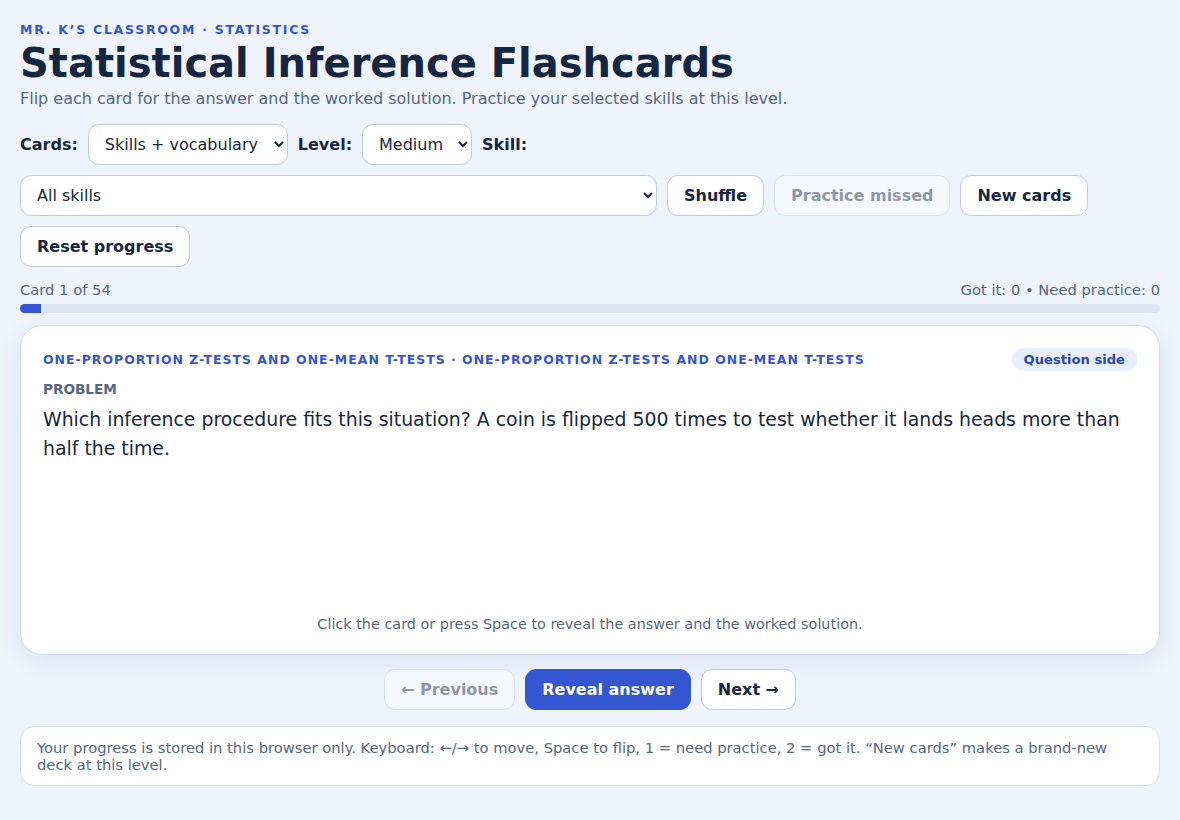 MR. K’S CLASSROOM · STATISTICS
Statistical Inference Flashcards
Flip each card for the answer and the worked solution. Practice your selected skills at this level.
Cards: Skills + vocabulary Level: Medium Skill:
All skills Shuffle Practice missed New cards
Reset progress
Card 1 of 54 Got it: 0 • Need practice: 0
ONE-PROPORTION Z-TESTS AND ONE-MEAN T-TESTS · ONE-PROPORTION Z-TESTS AND ONE-MEAN T-TESTS Question side
PROBLEM
Which inference procedure fits this situation? A coin is flipped 500 times to test whether it lands heads more than
half the time.
Click the card or press Space to reveal the answer and the worked solution.
← Previous Reveal answer Next →
Your progress is stored in this browser only. Keyboard: ←/→ to move, Space to flip, 1 = need practice, 2 = got it. “New cards” makes a brand-new
deck at this level.